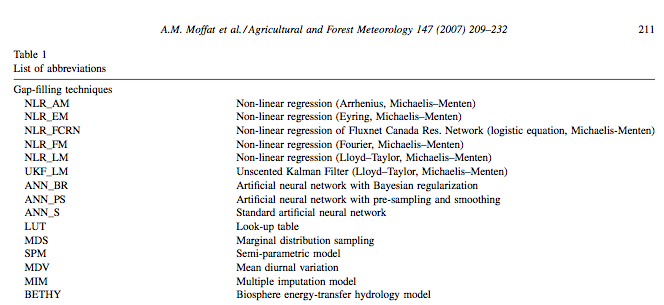 A.M. Moffat et al. / Agricultural and Forest Meteorology 147 (2007) 209–232 211
Table 1
List of abbreviations
Gap-filling techniques
NLR_AM Non-linear regression (Arrhenius, Michaelis–Menten)
NLR_EM Non-linear regression (Eyring, Michaelis–Menten)
NLR_FCRN Non-linear regression of Fluxnet Canada Res. Network (logistic equation, Michaelis-Menten)
NLR_FM Non-linear regression (Fourier, Michaelis–Menten)
NLR_LM Non-linear regression (Lloyd–Taylor, Michaelis–Menten)
UKF_LM Unscented Kalman Filter (Lloyd–Taylor, Michaelis–Menten)
ANN_BR Artificial neural network with Bayesian regularization
ANN_PS Artificial neural network with pre-sampling and smoothing
ANN_S Standard artificial neural network
LUT Look-up table
MDS Marginal distribution sampling
SPM Semi-parametric model
MDV Mean diurnal variation
MIM Multiple imputation model
BETHY Biosphere energy-transfer hydrology model